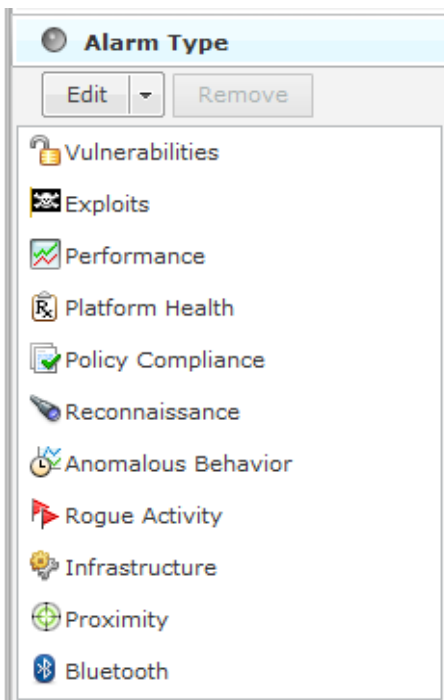 Alarm Type
Edit Remove
Vulnerabilities
Exploits
Performance
Platform Health
Policy Compliance
Reconnaissance
Anomalous Behavior
Rogue Activity
Infrastructure
Proximity
Bluetooth